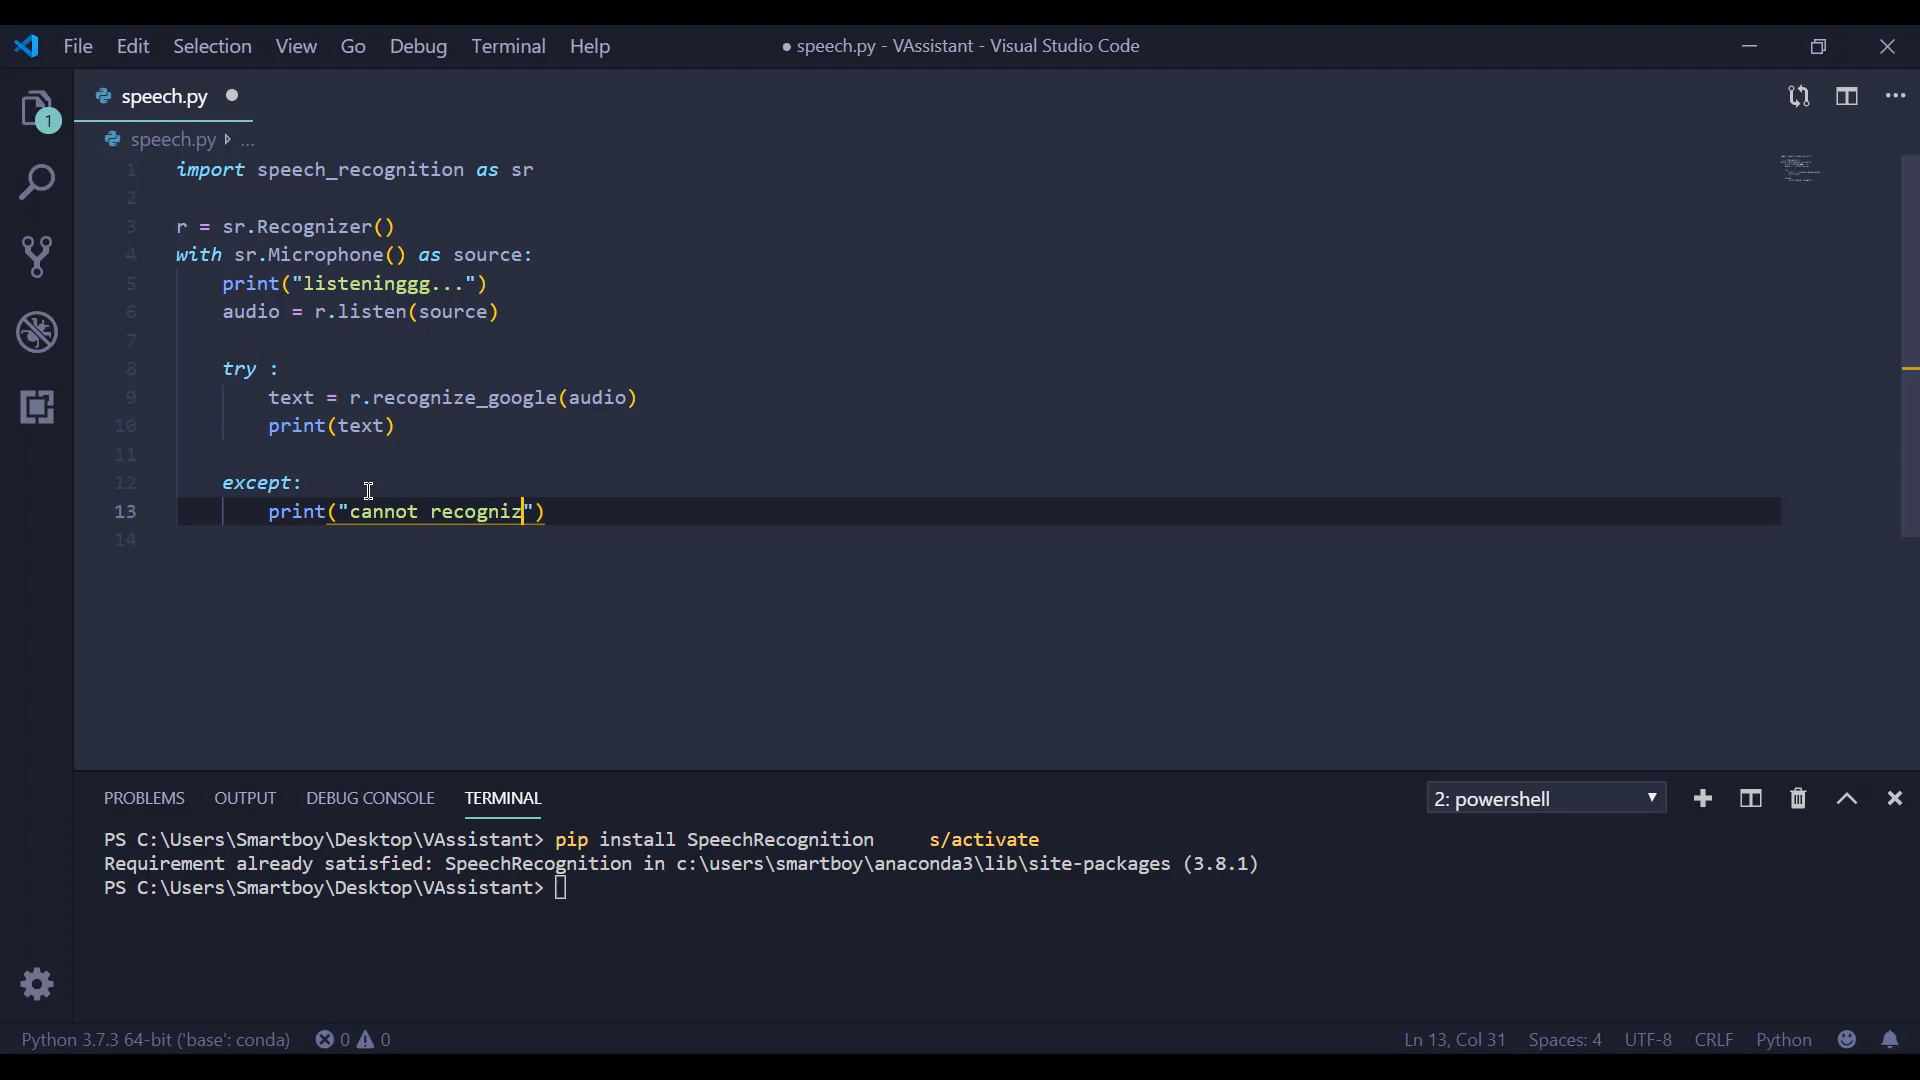 File Edit Selection View Go Debug Terminal Help ● speech.py - VAssistant - Visual Studio Code
speech.py
1
speech.py ...
1 import speech_recognition as sr
2
3 r = sr.Recognizer()
4 with sr.Microphone() as source:
5 print("listeninggg...")
6 audio = r.listen(source)
7
8 try :
9 text = r.recognize_google(audio)
10 print(text)
11
12 except:
13 print("cannot recogniz")
14
PROBLEMS OUTPUT DEBUG CONSOLE TERMINAL 2: powershell
PS C:\Users\Smartboy\Desktop\VAssistant> pip install SpeechRecognition s/activate
Requirement already satisfied: SpeechRecognition in c:\users\smartboy\anaconda3\lib\site-packages (3.8.1)
PS C:\Users\Smartboy\Desktop\VAssistant>
Python 3.7.3 64-bit ('base': conda) 0 0 Ln 13, Col 31 Spaces: 4 UTF-8 CRLF Python